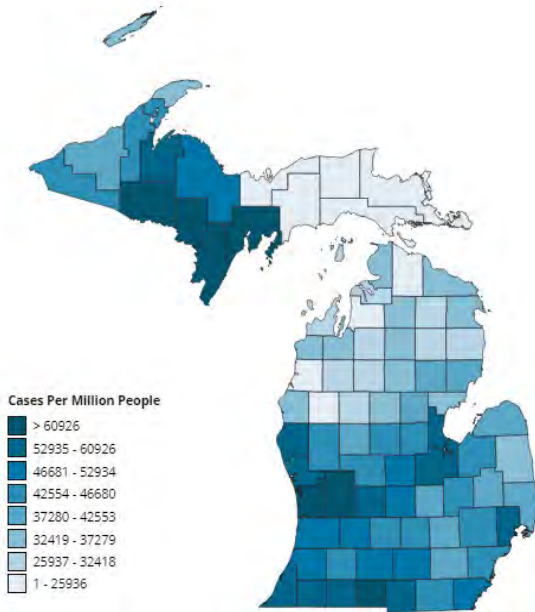 Cases Per Million People
> 60926
52935 - 60926
46681 - 52934
42554 - 46680
37280 - 42553
32419 - 37279
25937 - 32418
1 - 25936